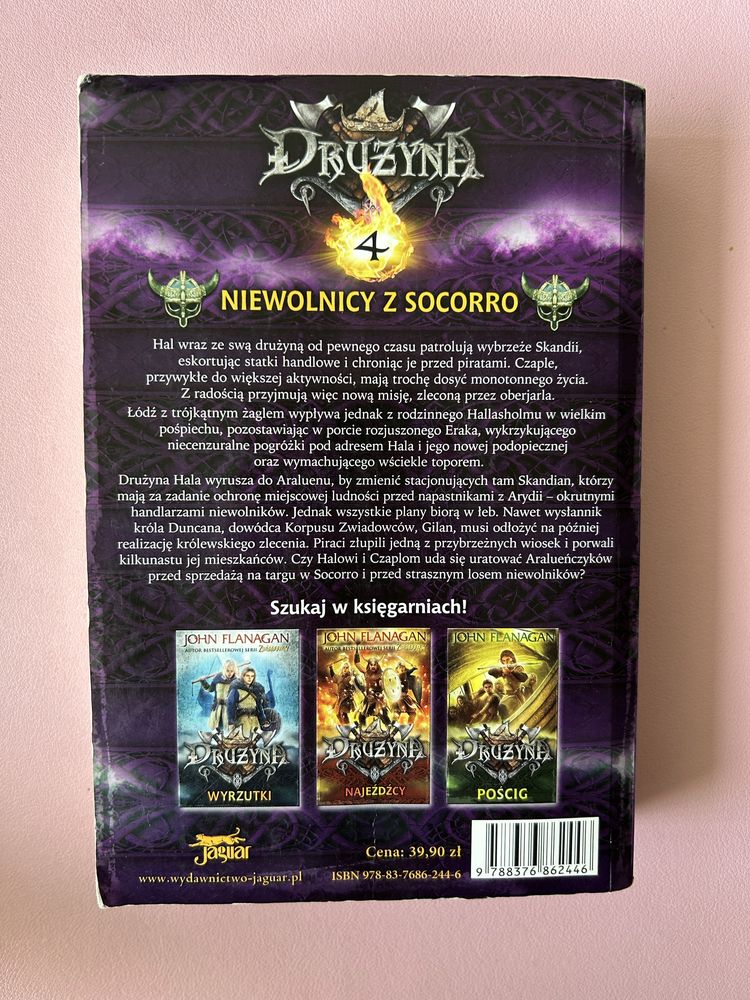 DRUŻYNA
4
NIEWOLNICY Z SOCORRO
Hal wraz ze swą drużyną od pewnego czasu patrolują wybrzeże Skandii,
eskortując statki handlowe i chroniąc je przed piratami. Czaple,
przywykłe do większej aktywności, mają trochę dosyć monotonnego życia.
Z radością przyjmują więc nową misję, zleconą przez oberjarla.
Łódź z trójkątnym żaglem wypływa jednak z rodzinnego Hallasholmu w wielkim
pośpiechu, pozostawiając w porcie rozjuszonego Eraka, wykrzykującego
niecenzuralne pogróżki pod adresem Hala i jego nowej podopiecznej
oraz wymachującego wściekle toporem.
Drużyna Hala wyrusza do Araluenu, by zmienić stacjonujących tam Skandian, którzy
mają za zadanie ochronę miejscowej ludności przed napastnikami z Arydii – okrutnymi
handlarzami niewolników. Jednak wszystkie plany biorą w łeb. Nawet wysłannik
króla Duncana, dowódca Korpusu Zwiadowców, Gilan, musi odłożyć na później
realizację królewskiego zlecenia. Piraci złupili jedną z przybrzeżnych wiosek i porwali
kilkunastu jej mieszkańców. Czy Halowi i Czaplom uda się uratować Aralueńczyków
przed sprzedażą na targu w Socorro i przed strasznym losem niewolników?
Szukaj w księgarniach!
JOHN FLANAGAN
AUTOR BESTSELLEROWEJ SERII ZWIADOWCY
DRUŻYNA
WYRZUTKI
JOHN FLANAGAN
AUTOR BESTSELLEROWEJ SERII ZWIADOWCY
DRUŻYNA
NAJEŹDŹCY
JOHN FLANAGAN
DRUŻYNA
POŚCIG
jaguar
www.wydawnictwo-jaguar.pl
Cena: 39,90 zł
ISBN 978-83-7686-244-6
9 788376 862446